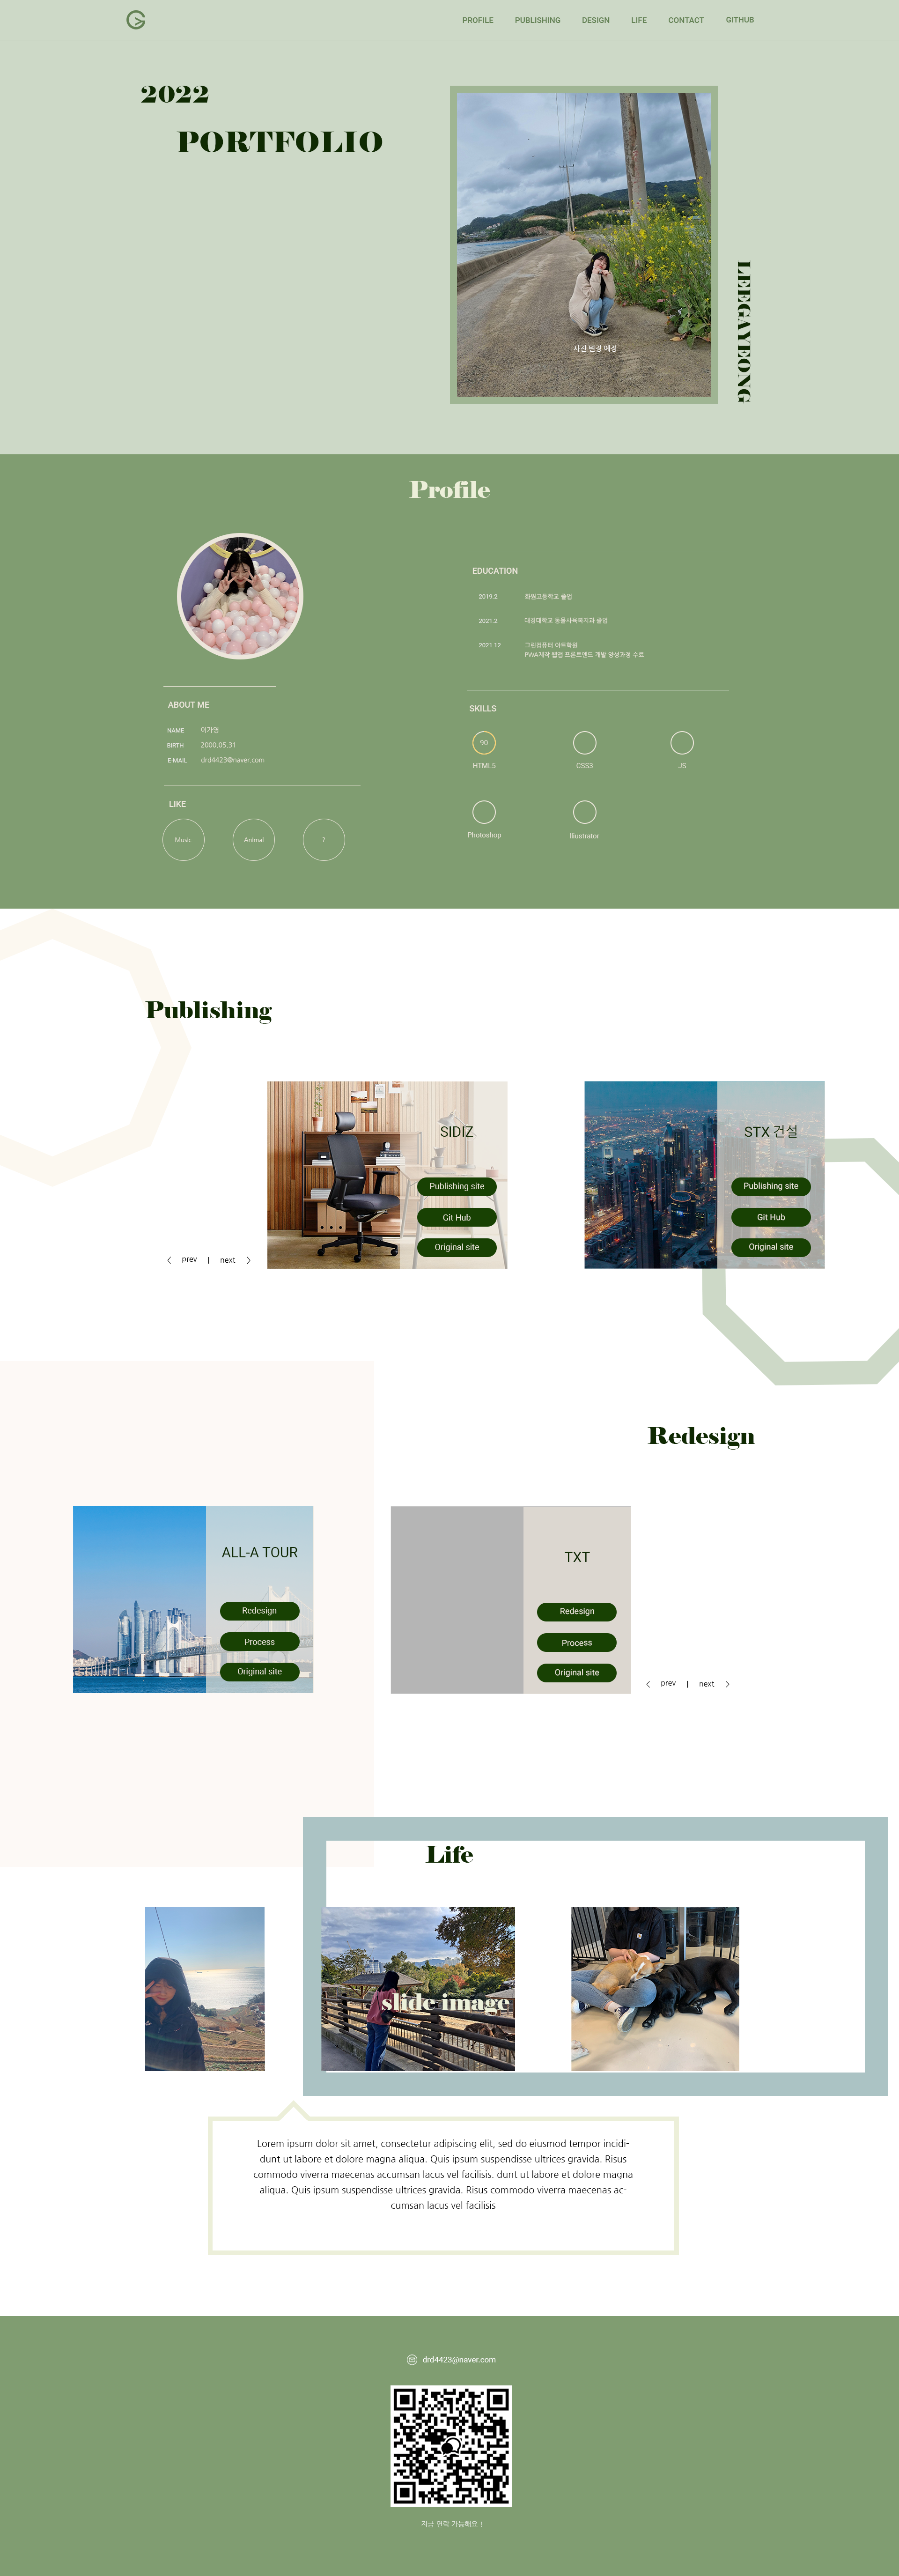 PROFILE PUBLISHING DESIGN LIFE CONTACT GITHUB
2022
PORTFOLIO
사진 변경 예정
LEEGAYEONG
Profile
ABOUT ME
NAME 이가영
BIRTH 2000.05.31
E-MAIL drd4423@naver.com
LIKE
Music Animal ?
EDUCATION
2019.2 화원고등학교 졸업
2021.2 대경대학교 동물사육복지과 졸업
2021.12 그린컴퓨터 아트학원
PWA제작 웹앱 프론트엔드 개발 양성과정 수료
SKILLS
90
HTML5 CSS3 JS
Photoshop Illustrator
Publishing
SIDIZ
Publishing site
Git Hub
Original site
STX 건설
Publishing site
Git Hub
Original site
prev | next
Redesign
ALL-A TOUR
Redesign
Process
Original site
TXT
Redesign
Process
Original site
prev | next
Life
slide image
Lorem ipsum dolor sit amet, consectetur adipiscing elit, sed do eiusmod tempor incidi-
dunt ut labore et dolore magna aliqua. Quis ipsum suspendisse ultrices gravida. Risus
commodo viverra maecenas accumsan lacus vel facilisis. dunt ut labore et dolore magna
aliqua. Quis ipsum suspendisse ultrices gravida. Risus commodo viverra maecenas ac-
cumsan lacus vel facilisis
drd4423@naver.com
지금 연락 가능해요 !